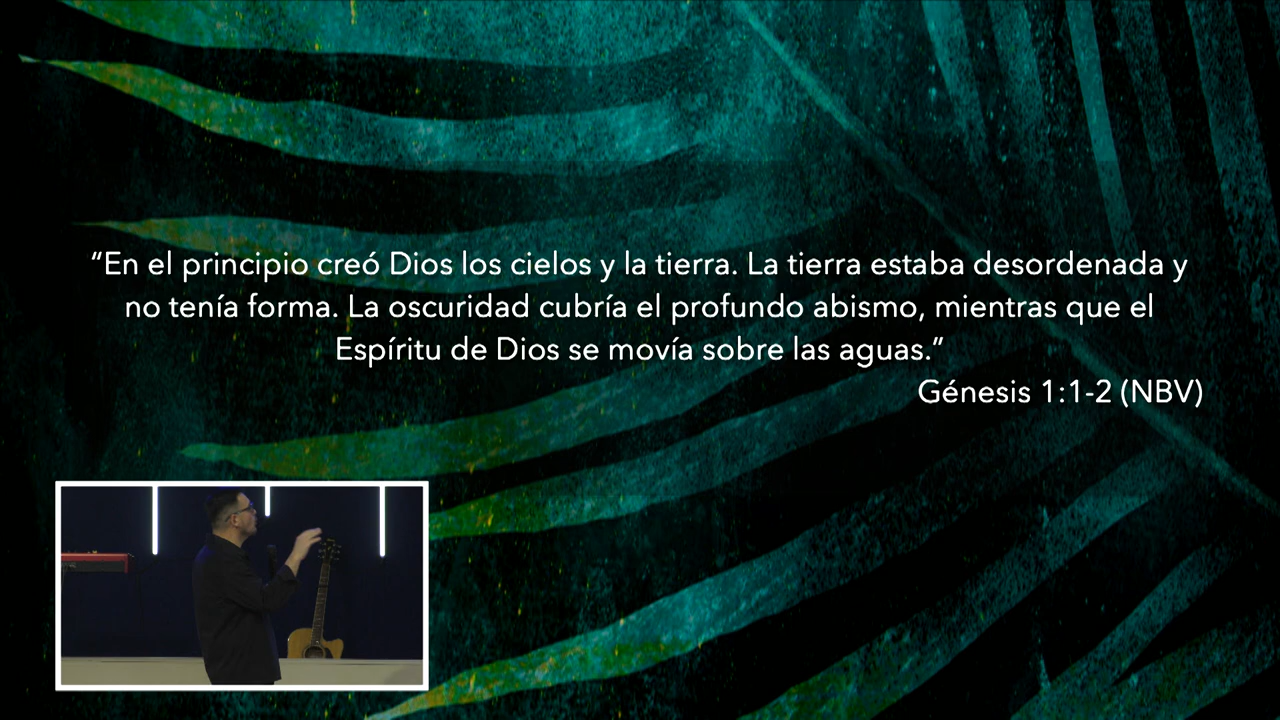 “En el principio creó Dios los cielos y la tierra. La tierra estaba desordenada y
no tenía forma. La oscuridad cubría el profundo abismo, mientras que el
Espíritu de Dios se movía sobre las aguas.”
Génesis 1:1-2 (NBV)